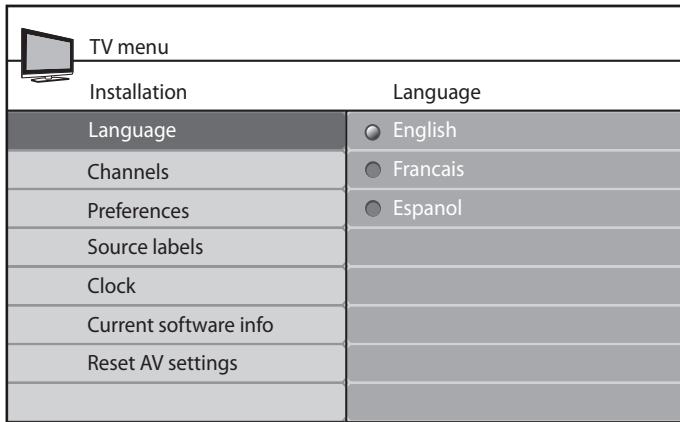 TV menu
Installation
Language
Language
English
Channels
Francais
Preferences
Espanol
Source labels
Clock
Current software info
Reset AV settings